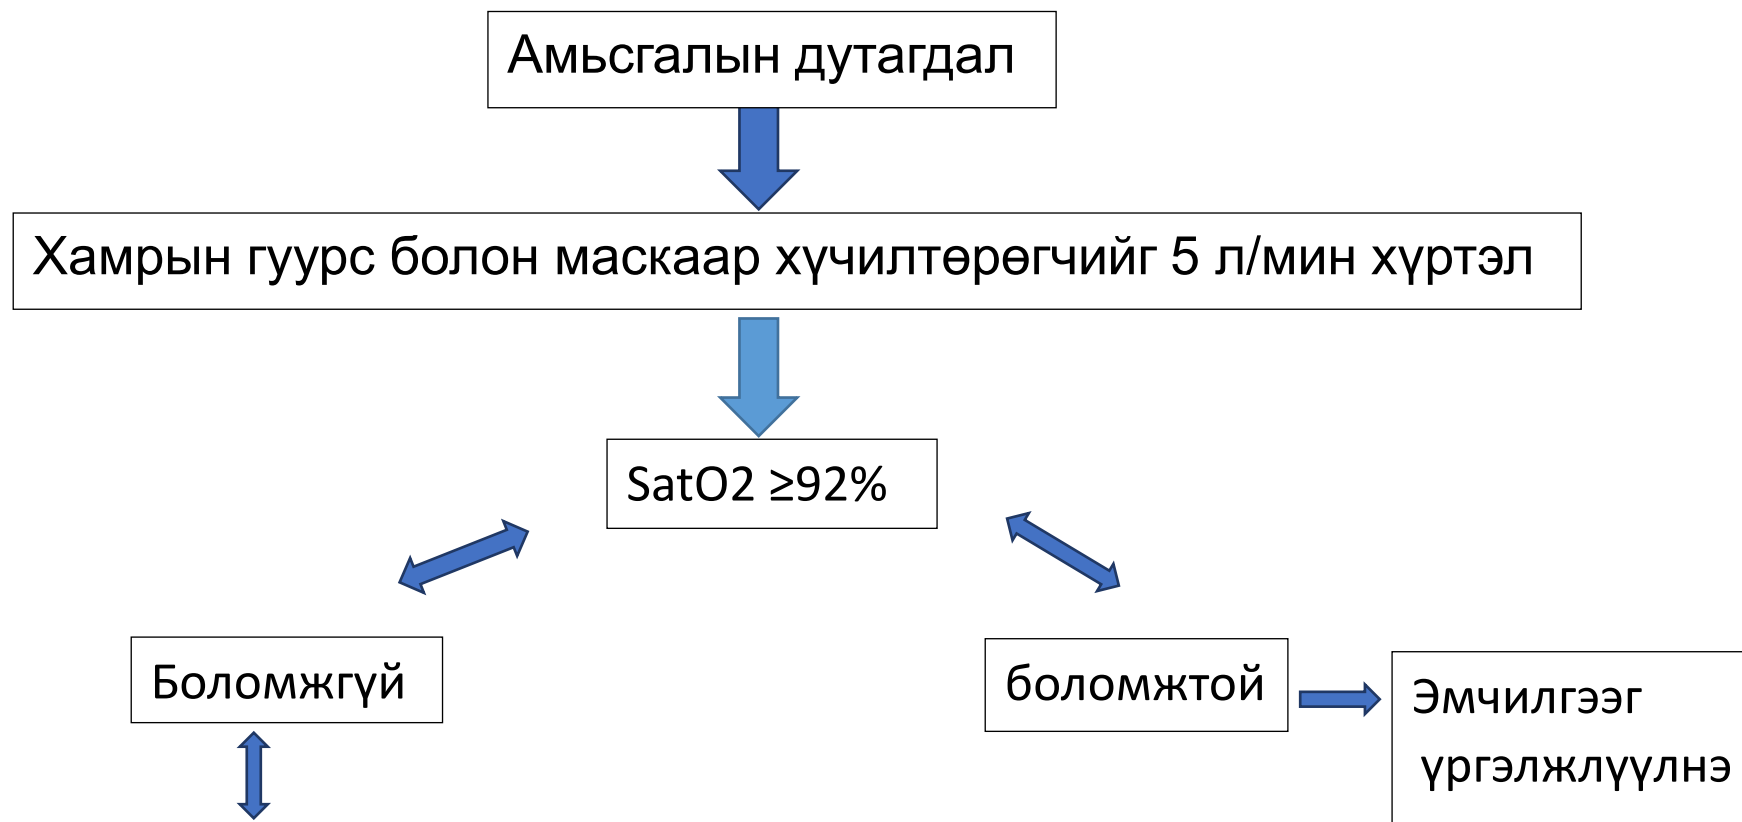 Амьсгалын дутагдал
Хамрын гуурс болон маскаар хүчилтөрөгчийг 5 л/мин хүртэл
SatO2 ≥92%
Боломжгүй
боломжтой
Эмчилгээг
үргэлжлүүлнэ